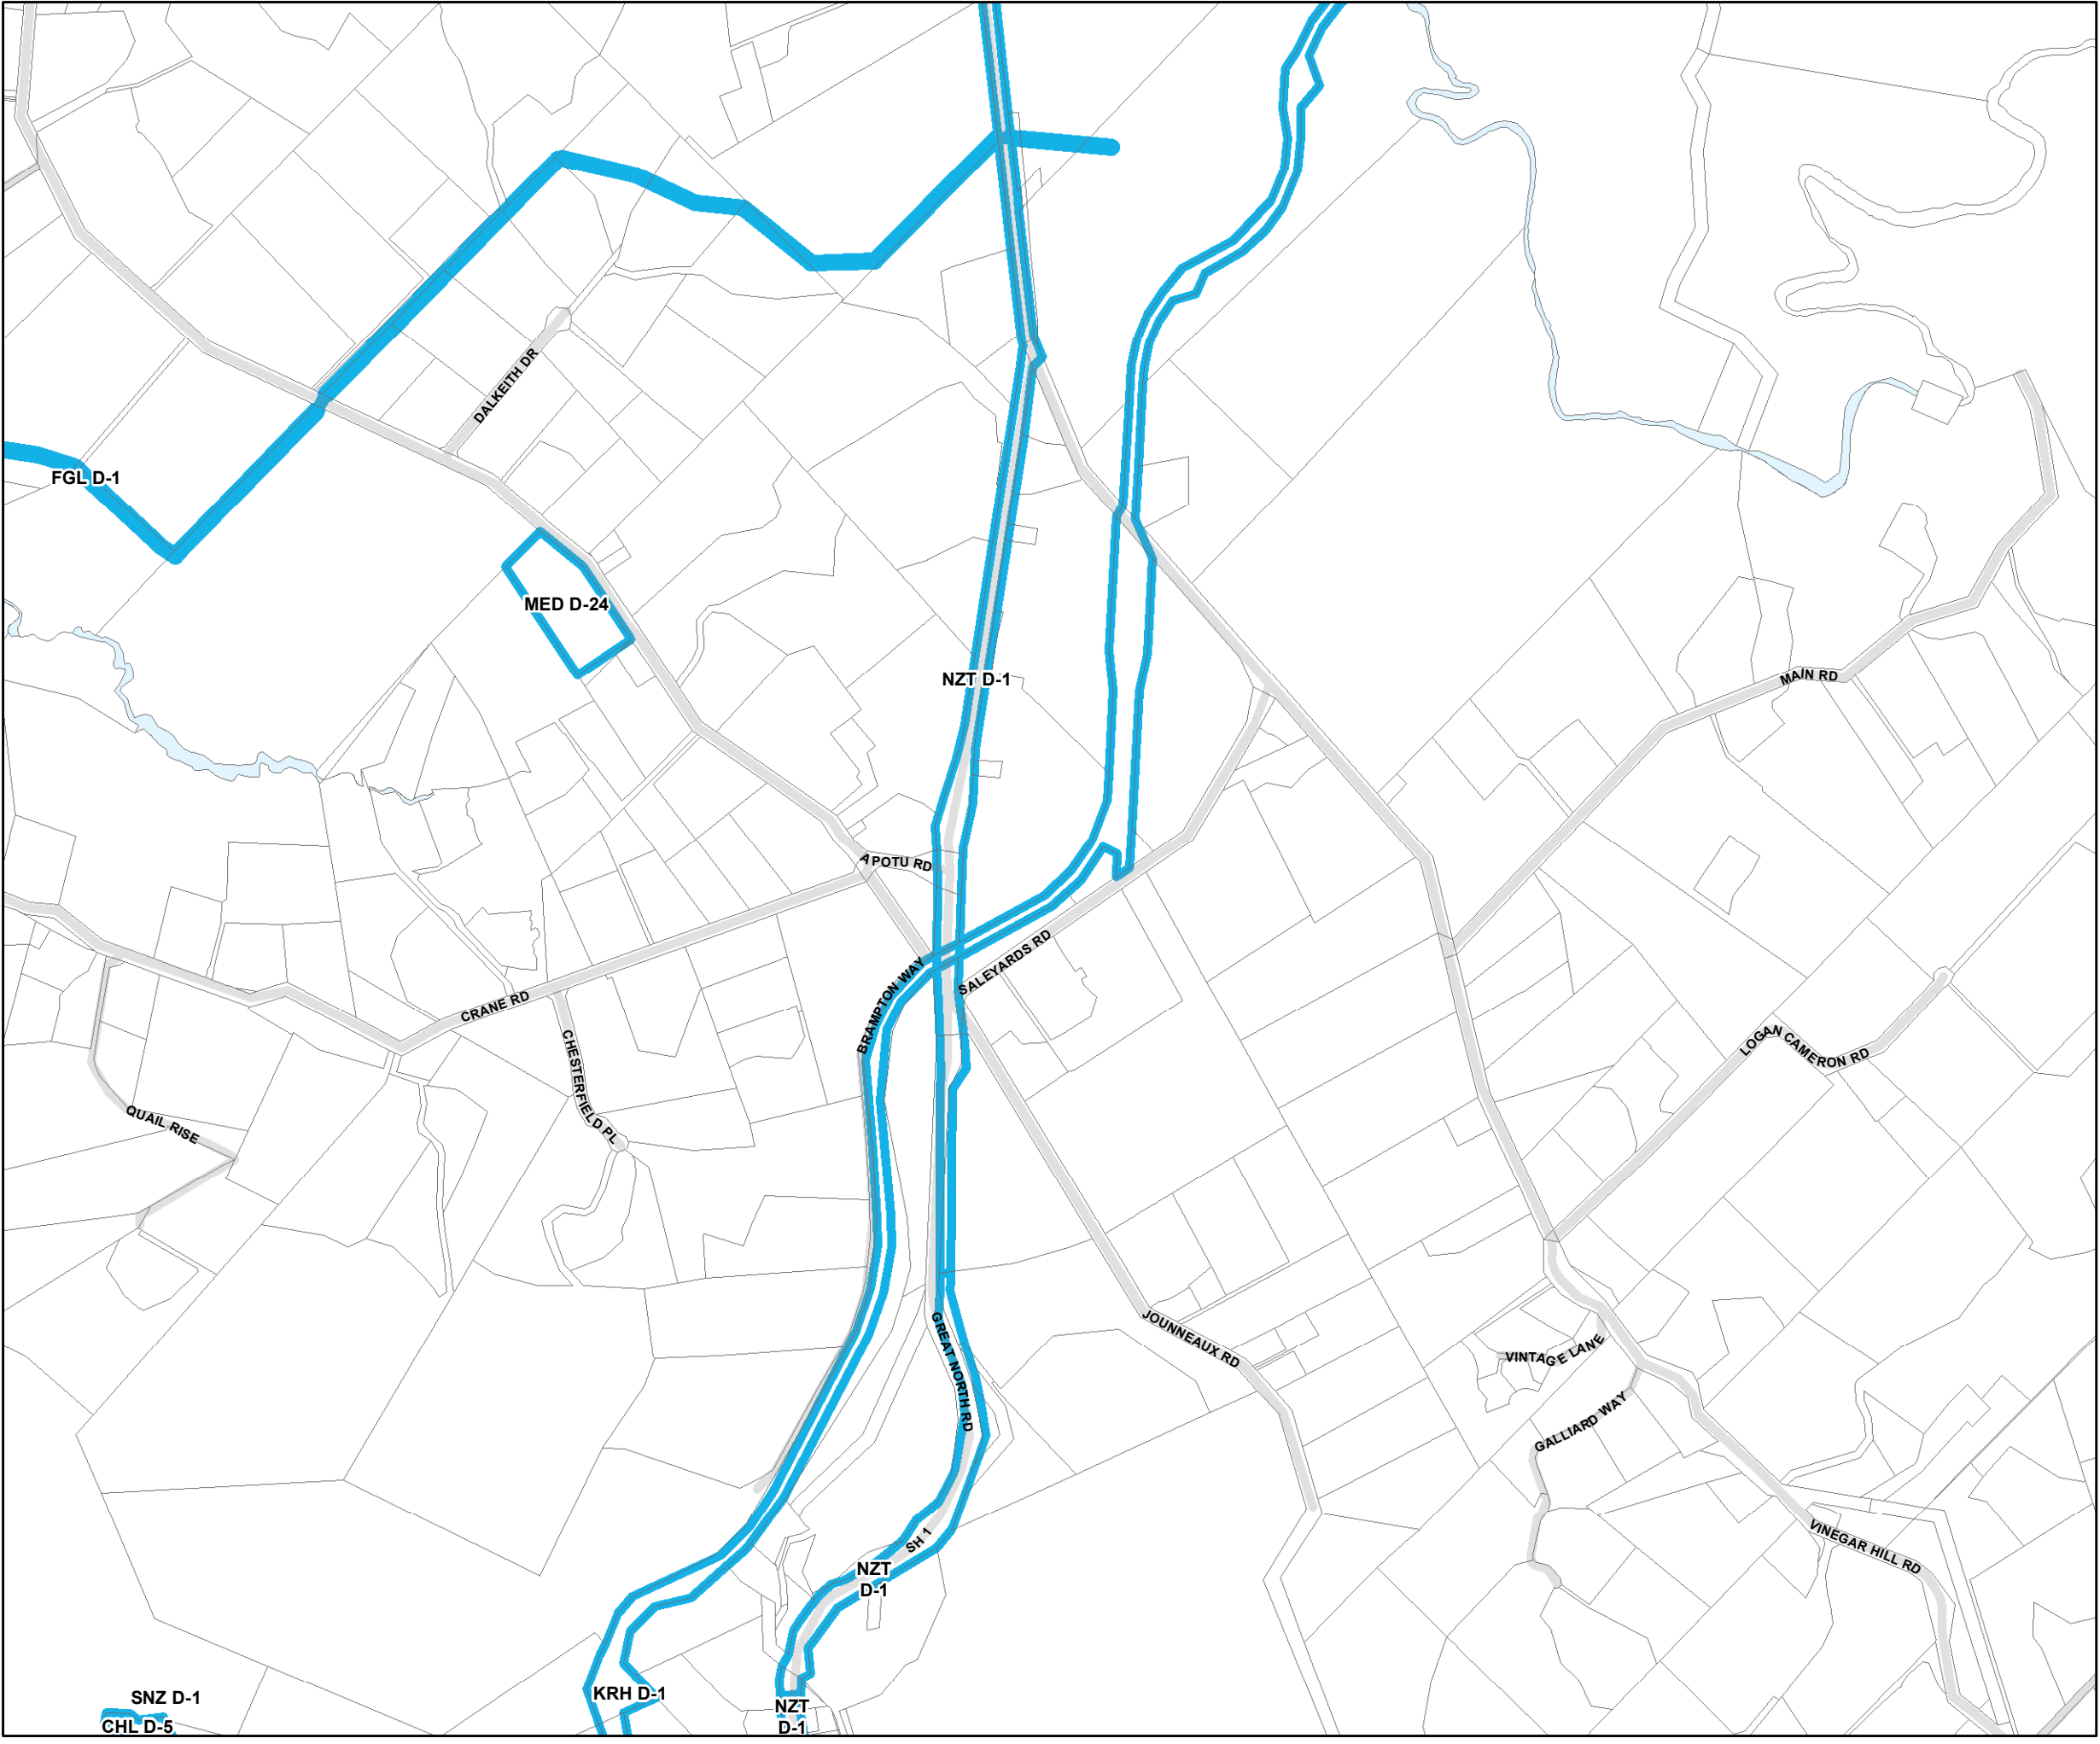 DALKEITH DR
FGL D-1
MED D-24
NZT D-1
MAIN RD
APOTU RD
SALEYARDS RD
BRAMPTON WAY
CRANE RD
CHESTERFIELD PL
LOGAN CAMERON RD
QUAIL RISE
GREAT NORTH RD
JOUNNEAUX RD
VINTAGE LANE
GALLIARD WAY
SH 1
VINEGAR HILL RD
NZT
D-1
KRH D-1
SNZ D-1
NZT
D-1
CHL D-5